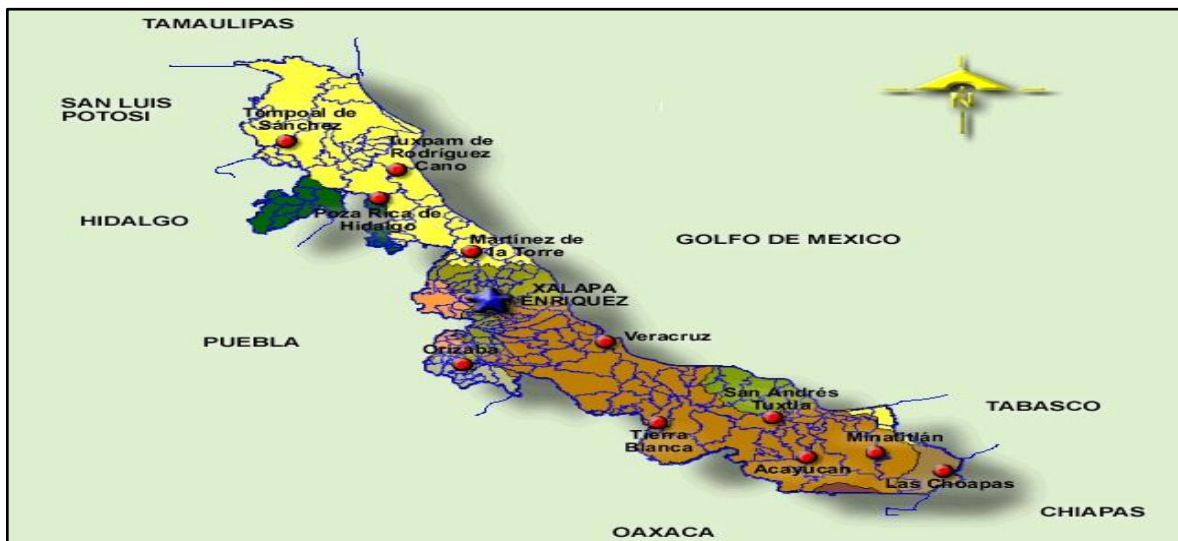 TAMAULIPAS
SAN LUIS
POTOSI
Tempoal de
Sánchez
Tuxpam de
Rodríguez
Cano
HIDALGO
Poza Rica de
Hidalgo
Martínez de
la Torre
GOLFO DE MEXICO
N
XALAPA
ENRIQUEZ
PUEBLA
Orizaba
Veracruz
San Andrés
Tuxtla
TABASCO
Tierra
Blanca
Minatitlán
Acayucan
Las Choapas
CHIAPAS
OAXACA